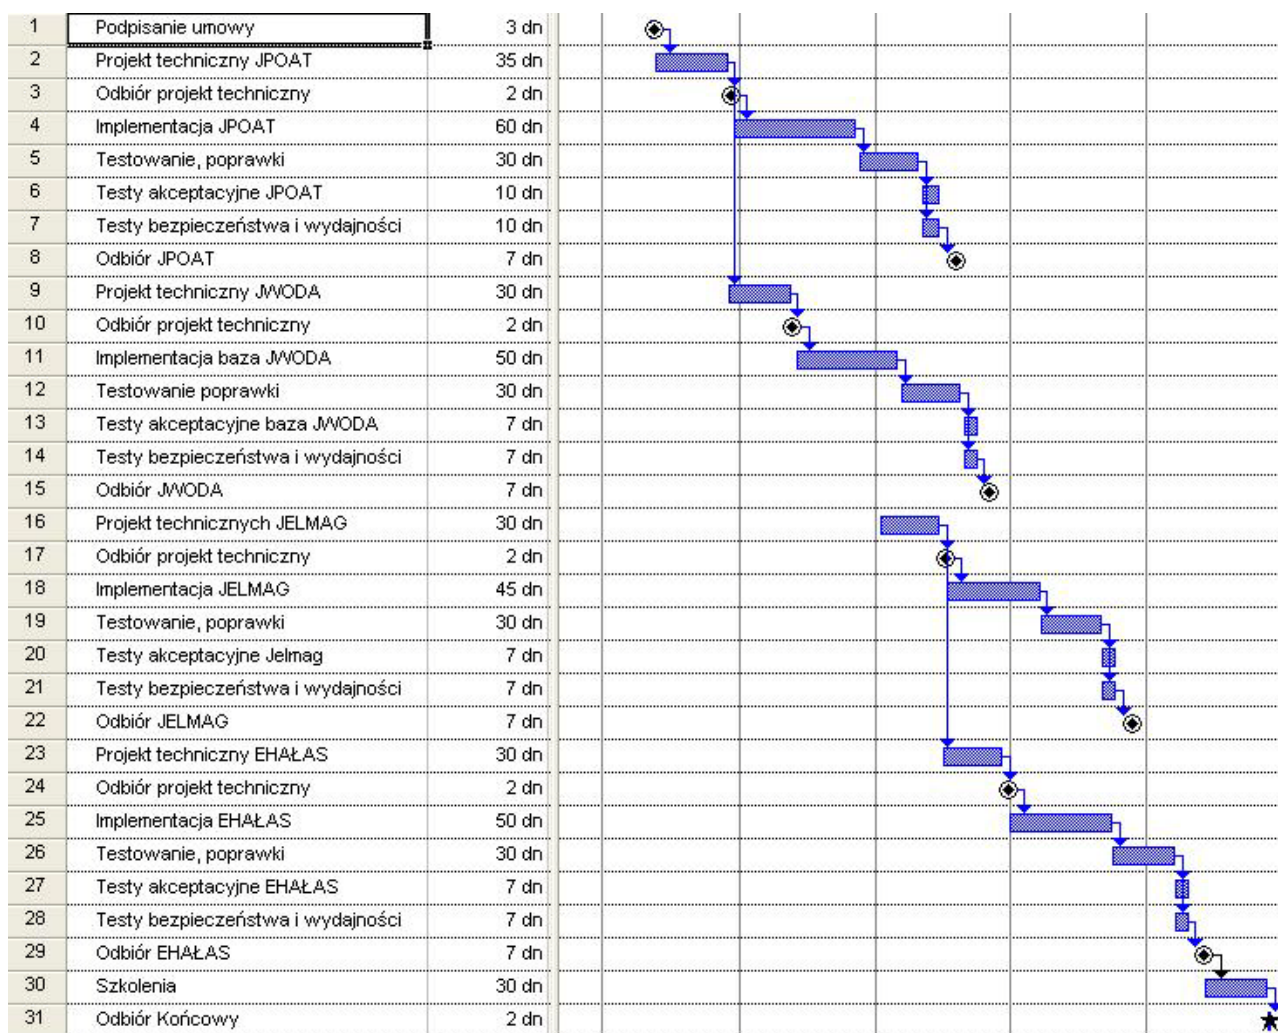 1 Podpisanie umowy 3 dn
2 Projekt techniczny JPOAT 35 dn
3 Odbiór projekt techniczny 2 dn
4 Implementacja JPOAT 60 dn
5 Testowanie, poprawki 30 dn
6 Testy akceptacyjne JPOAT 10 dn
7 Testy bezpieczeństwa i wydajności 10 dn
8 Odbiór JPOAT 7 dn
9 Projekt techniczny JWODA 30 dn
10 Odbiór projekt techniczny 2 dn
11 Implementacja baza JWODA 50 dn
12 Testowanie poprawki 30 dn
13 Testy akceptacyjne baza JWODA 7 dn
14 Testy bezpieczeństwa i wydajności 7 dn
15 Odbiór JWODA 7 dn
16 Projekt technicznych JELMAG 30 dn
17 Odbiór projekt techniczny 2 dn
18 Implementacja JELMAG 45 dn
19 Testowanie, poprawki 30 dn
20 Testy akceptacyjne Jelmag 7 dn
21 Testy bezpieczeństwa i wydajności 7 dn
22 Odbiór JELMAG 7 dn
23 Projekt techniczny EHAŁAS 30 dn
24 Odbiór projekt techniczny 2 dn
25 Implementacja EHAŁAS 50 dn
26 Testowanie, poprawki 30 dn
27 Testy akceptacyjne EHAŁAS 7 dn
28 Testy bezpieczeństwa i wydajności 7 dn
29 Odbiór EHAŁAS 7 dn
30 Szkolenia 30 dn
31 Odbiór Końcowy 2 dn